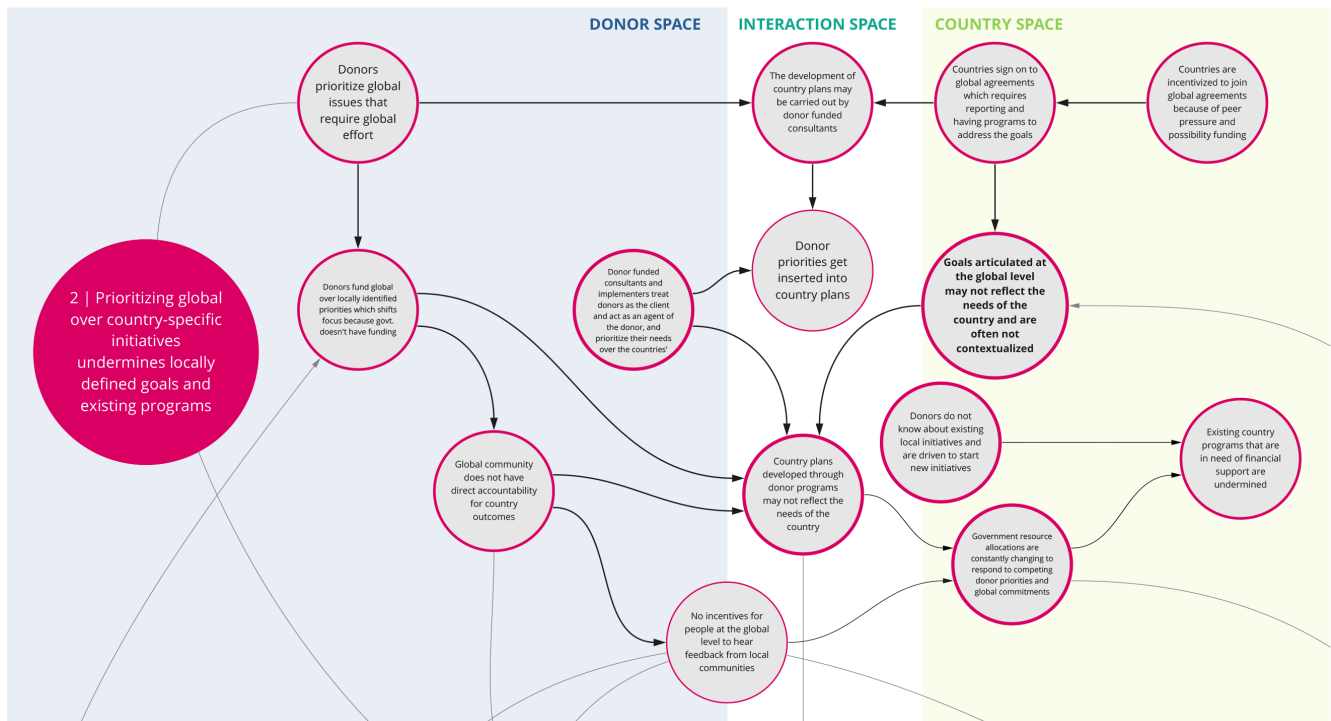 DONOR SPACE
INTERACTION SPACE
COUNTRY SPACE
Donors
prioritize global
issues that
require global
effort
The development of
country plans may
be carried out by
donor funded
consultants
Countries sign on to
global agreements
which requires
reporting and
having programs to
address the goals
Countries are
incentivized to join
global agreements
because of peer
pressure and
possibility funding
2 | Prioritizing global
over country-specific
initiatives
undermines locally
defined goals and
existing programs
Donors fund global
over locally identified
priorities which shifts
focus because govt.
doesn't have funding
Donor funded
consultants and
implementers treat
donors as the client
and act as an agent of
the donor, and
prioritize their needs
over the countries'
Donor
priorities get
inserted into
country plans
Goals articulated at
the global level
may not reflect the
needs of the
country and are
often not
contextualized
Donors do not
know about existing
local initiatives and
are driven to start
new initiatives
Existing country
programs that are
in need of financial
support are
undermined
Global community
does not have
direct accountability
for country
outcomes
Country plans
developed through
donor programs
may not reflect the
needs of the
country
Government resource
allocations are
constantly changing to
respond to competing
donor priorities and
global commitments
No incentives for
people at the global
level to hear
feedback from local
communities